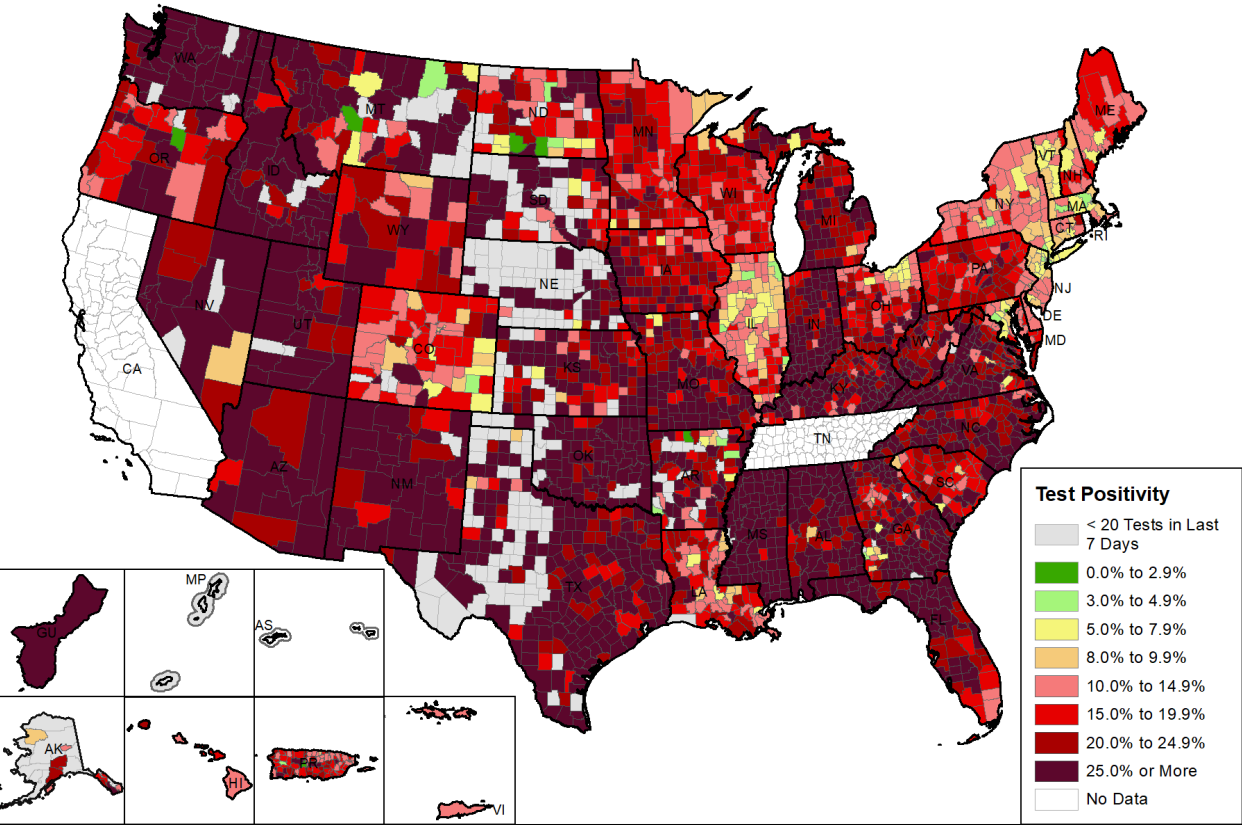 WA
MT
ND
MN
ME
OR
ID
SD
WI
VT
NH
NY
MA
CT
RI
WY
MI
IA
PA
NE
NJ
NV
UT
CO
IL
IN
OH
DE
MD
WV
CA
KS
MO
KY
VA
TN
NC
AZ
NM
OK
AR
SC
MS
AL
GA
TX
LA
FL
GU
MP
AS
AK
HI
PR
VI
Test Positivity
< 20 Tests in Last
7 Days
0.0% to 2.9%
3.0% to 4.9%
5.0% to 7.9%
8.0% to 9.9%
10.0% to 14.9%
15.0% to 19.9%
20.0% to 24.9%
25.0% or More
No Data